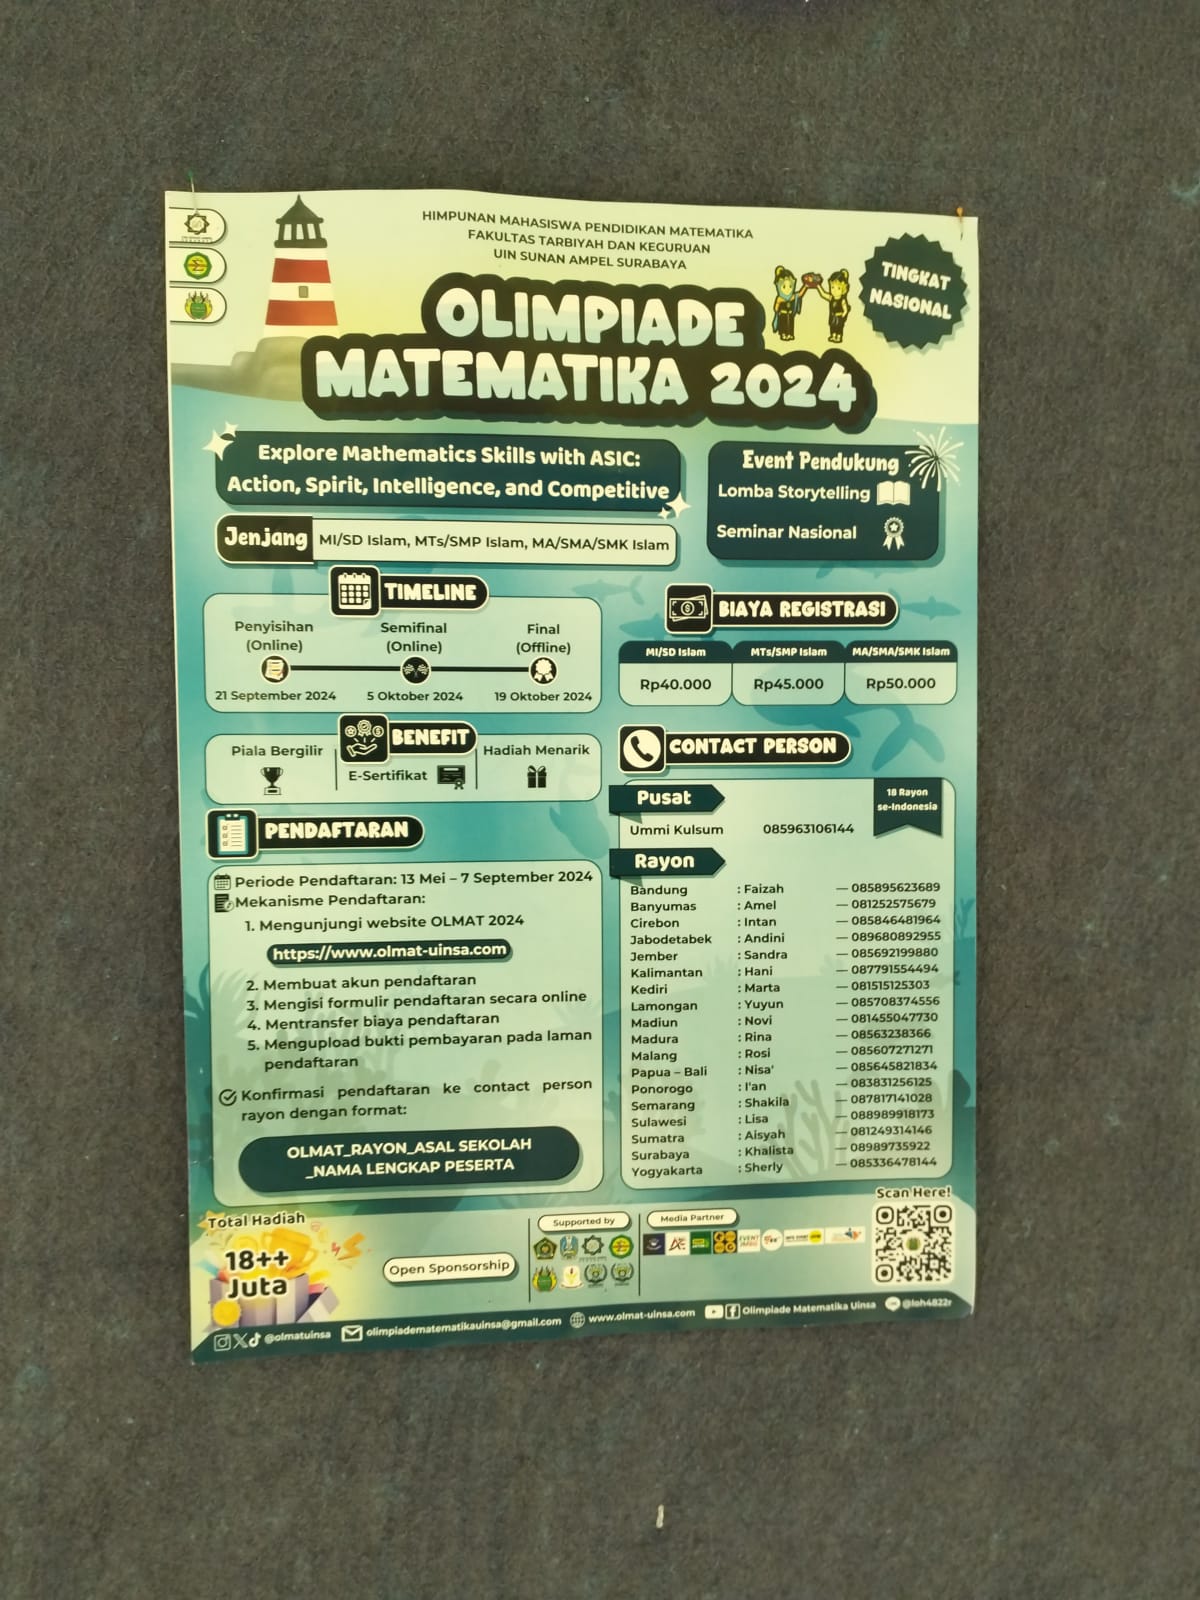 HIMPUNAN MAHASISWA PENDIDIKAN MATEMATIKA
FAKULTAS TARBIYAH DAN KEGURUAN
UIN SUNAN AMPEL SURABAYA
TINGKAT
NASIONAL
OLIMPIADE
MATEMATIKA 2024
Explore Mathematics Skills with ASIC:
Action, Spirit, Intelligence, and Competitive
Event Pendukung
Lomba Storytelling
Seminar Nasional
Jenjang MI/SD Islam, MTs/SMP Islam, MA/SMA/SMK Islam
TIMELINE
Penyisihan (Online)
21 September 2024
Semifinal (Online)
5 Oktober 2024
Final (Offline)
19 Oktober 2024
BIAYA REGISTRASI
MI/SD Islam MTs/SMP Islam MA/SMA/SMK Islam
Rp40.000 Rp45.000 Rp50.000
BENEFIT
Piala Bergilir
E-Sertifikat
Hadiah Menarik
PENDAFTARAN
Periode Pendaftaran: 13 Mei – 7 September 2024
Mekanisme Pendaftaran:
1. Mengunjungi website OLMAT 2024
https://www.olmat-uinsa.com
2. Membuat akun pendaftaran
3. Mengisi formulir pendaftaran secara online
4. Mentransfer biaya pendaftaran
5. Mengupload bukti pembayaran pada laman
pendaftaran
Konfirmasi pendaftaran ke contact person
rayon dengan format:
OLMAT_RAYON_ASAL SEKOLAH
_NAMA LENGKAP PESERTA
CONTACT PERSON
Pusat
18 Rayon
se-Indonesia
Ummi Kulsum 085963106144
Rayon
Bandung : Faizah — 085895623689
Banyumas : Amel — 081252575679
Cirebon : Intan — 085846481964
Jabodetabek : Andini — 089680892955
Jember : Sandra — 085692199880
Kalimantan : Hani — 087791554494
Kediri : Marta — 081515125303
Lamongan : Yuyun — 085708374556
Madiun : Novi — 081455047730
Madura : Rina — 08563238366
Malang : Rosi — 085607271271
Papua – Bali : Nisa' — 085645821834
Ponorogo : I'an — 083831256125
Semarang : Shakila — 087817141028
Sulawesi : Lisa — 088989918173
Sumatra : Aisyah — 081249314146
Surabaya : Khalista — 08989735922
Yogyakarta : Sherly — 085336478144
Scan Here!
Total Hadiah
18++
Juta
Open Sponsorship
Supported by
Media Partner
@olmatuinsa olimpiadematematikauinsa@gmail.com www.olmat-uinsa.com Olimpiade Matematika Uinsa @loh4822r